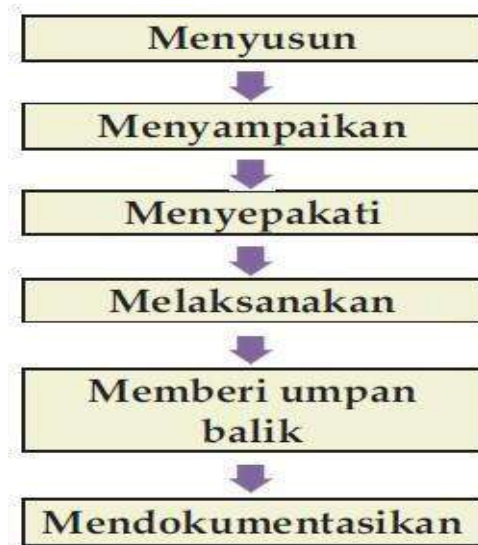 Menyusun
Menyampaikan
Menyepakati
Melaksanakan
Memberi umpan
balik
Mendokumentasikan